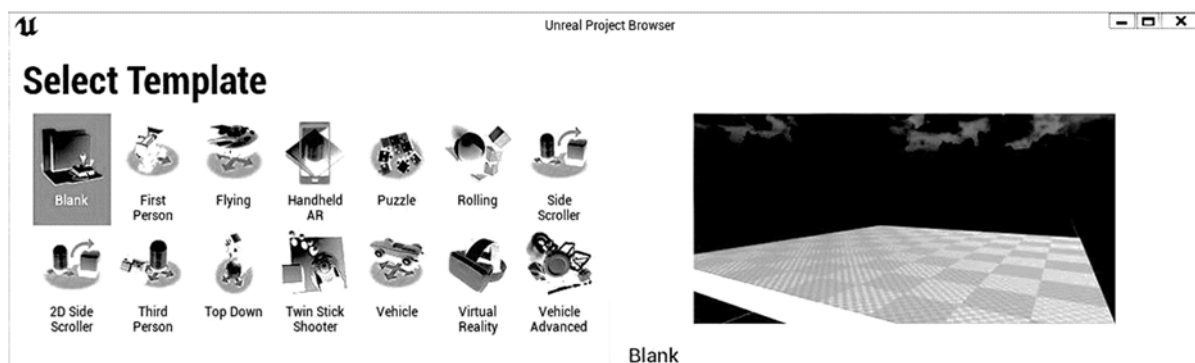 Unreal Project Browser
Select Template
Blank
First
Person
Flying
Handheld
AR
Puzzle
Rolling
Side
Scroller
2D Side
Scroller
Third
Person
Top Down
Twin Stick
Shooter
Vehicle
Virtual
Reality
Vehicle
Advanced
Blank